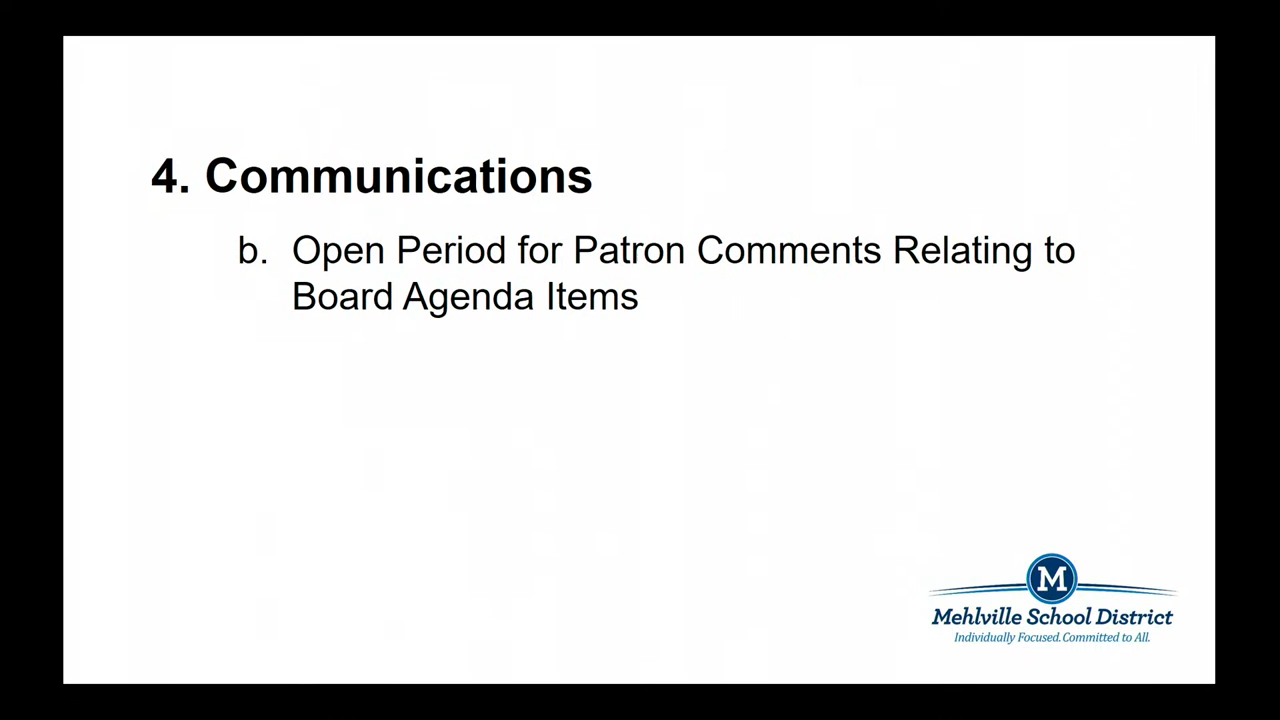 4. Communications
b. Open Period for Patron Comments Relating to
Board Agenda Items
M
Mehlville School District
Individually Focused. Committed to All.